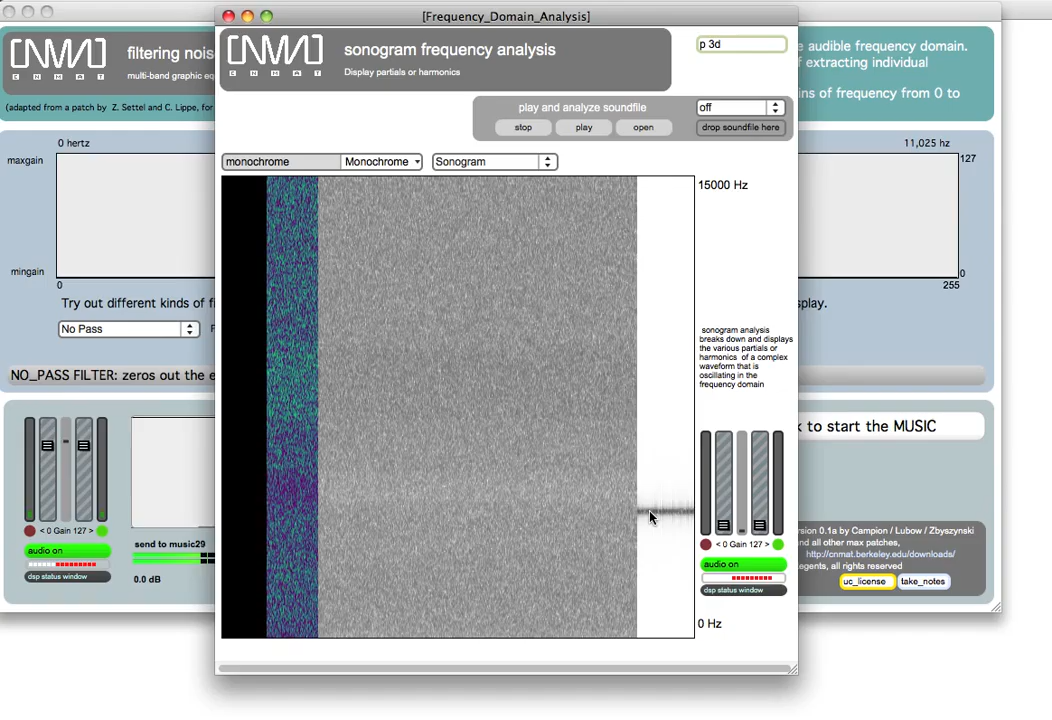 [Frequency_Domain_Analysis]
CNMAT
filtering nois
multi-band graphic eq
(adapted from a patch by Z. Settel and C. Lippe, for
CNMAT
sonogram frequency analysis
Display partials or harmonics
p 3d
e audible frequency domain.
f extracting individual
ins of frequency from 0 to
play and analyze soundfile
off
stop
play
open
drop soundfile here
0 hertz
11,025 hz
maxgain
127
monochrome
Monochrome
Sonogram
15000 Hz
mingain
0
0
255
Try out different kinds of fi
splay.
No Pass
F
NO_PASS FILTER: zeros out the e
sonogram analysis
breaks down and displays
the various partials or
harmonics of a complex
waveform that is
oscillating in the
frequency domain
k to start the MUSIC
< 0 Gain 127 >
audio on
dsp status window
send to music29
0.0 dB
< 0 Gain 127 >
audio on
dsp status window
0 Hz
ersion 0.1a by Campion / Lubow / Zbyszynski
nd all other max patches,
http://cnmat.berkeley.edu/downloads/
egents, all rights reserved
uc_license
take_notes